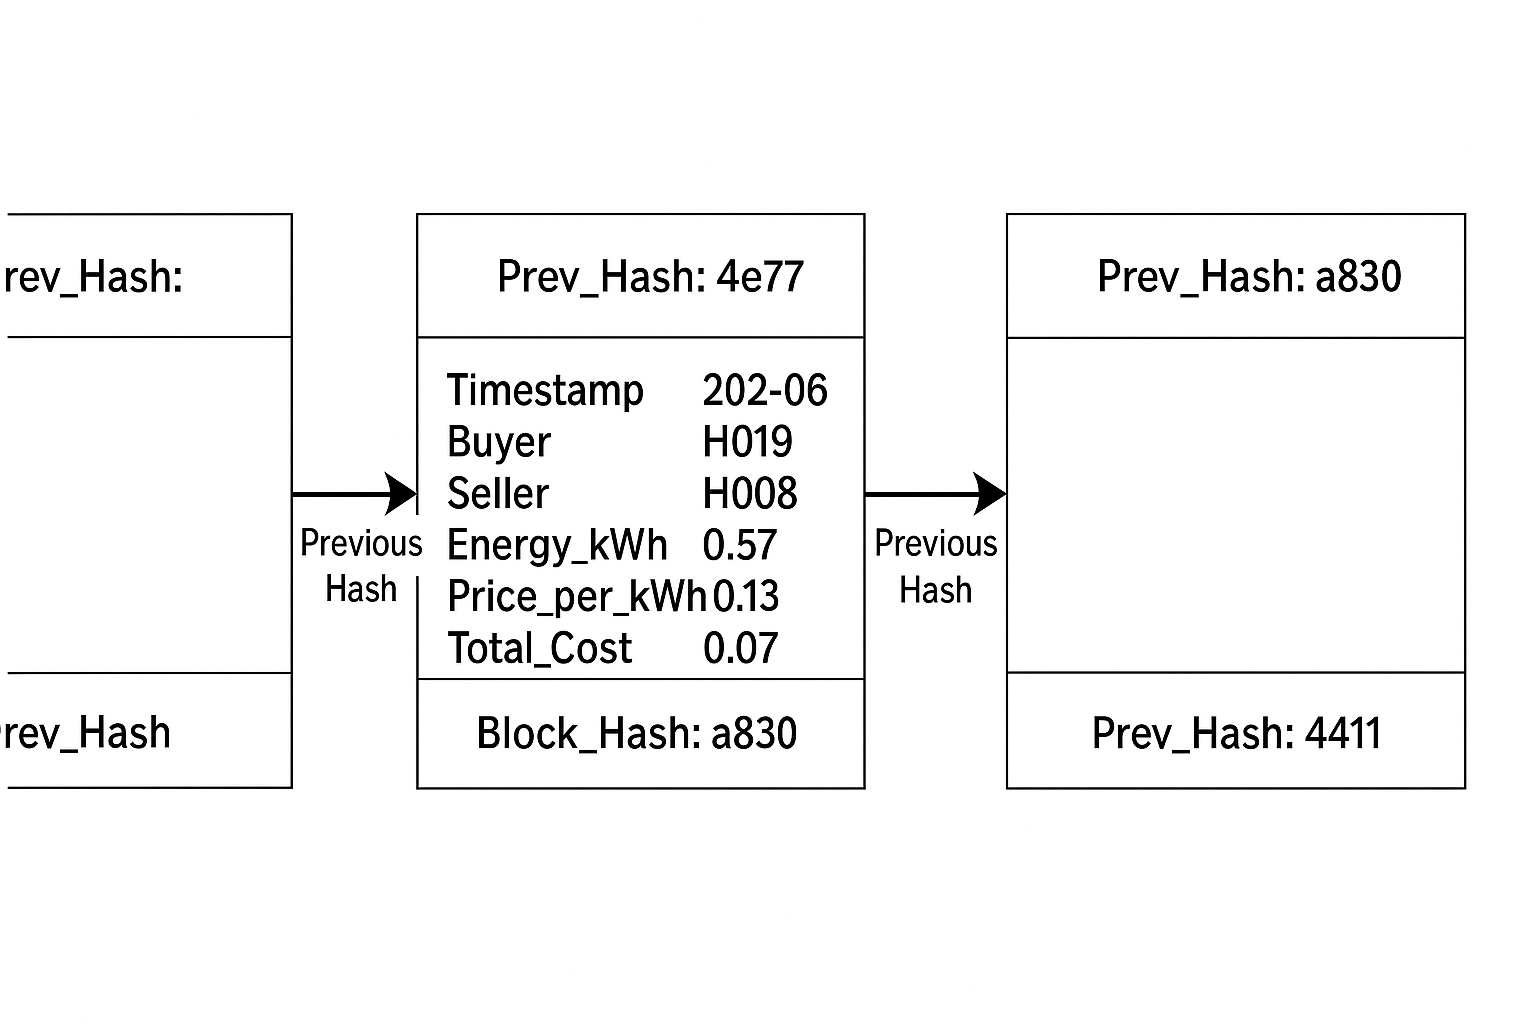 rev_Hash:
rev_Hash
Previous
Hash
Prev_Hash: 4e77
Timestamp 202-06
Buyer H019
Seller H008
Energy_kWh 0.57
Price_per_kWh 0.13
Total_Cost 0.07
Block_Hash: a830
Previous
Hash
Prev_Hash: a830
Prev_Hash: 4411